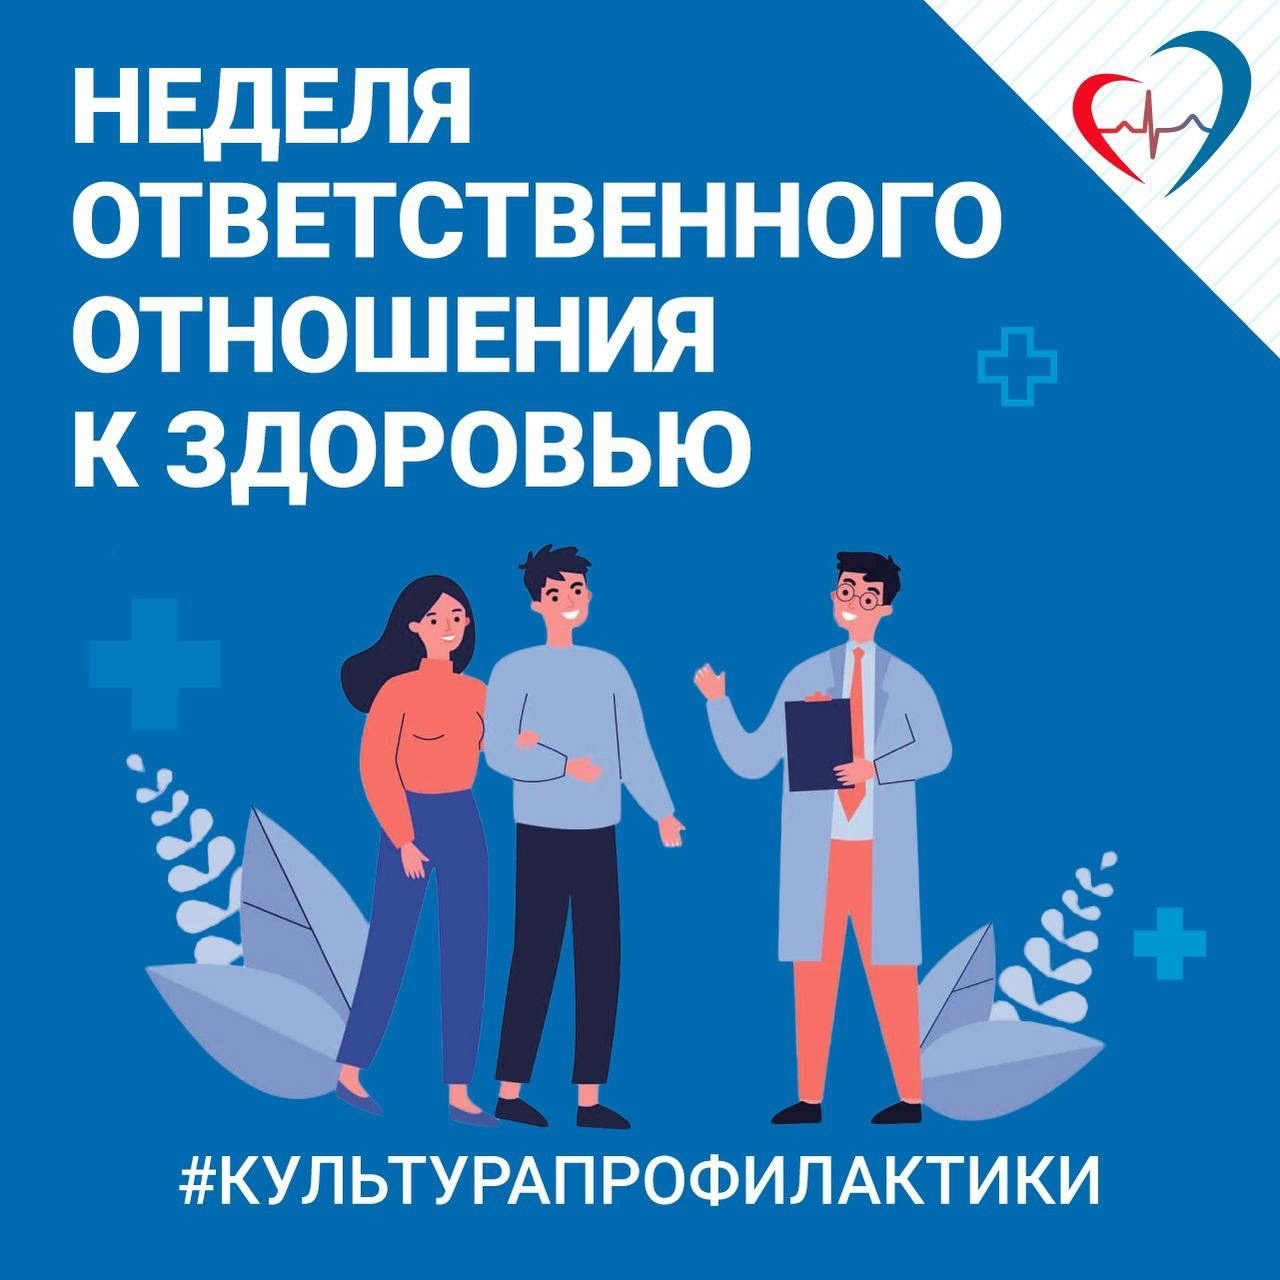 НЕДЕЛЯ
ОТВЕТСТВЕННОГО
ОТНОШЕНИЯ
К ЗДОРОВЬЮ
#КУЛЬТУРАПРОФИЛАКТИКИ